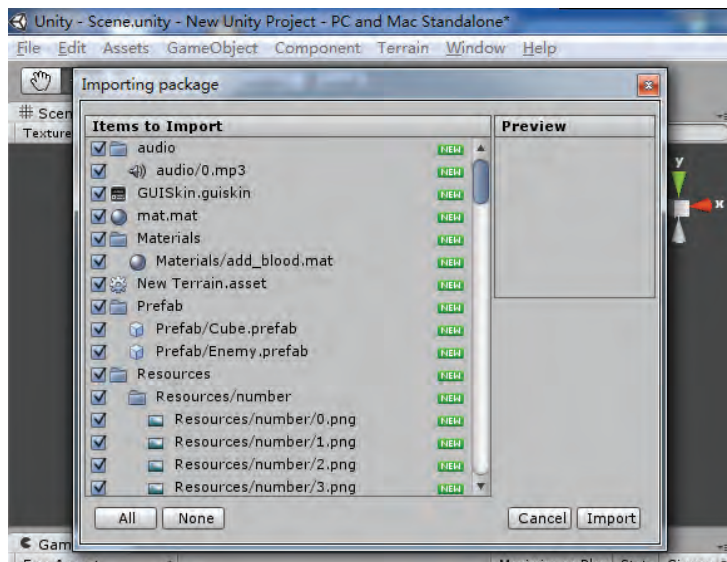 Unity - Scene.unity - New Unity Project - PC and Mac Standalone*
File Edit Assets GameObject Component Terrain Window Help
Importing package
# Scen
Texture
Items to Import
Preview
audio NEW
audio/0.mp3 NEW
GUISkin.guiskin NEW
mat.mat NEW
Materials NEW
Materials/add_blood.mat NEW
New Terrain.asset NEW
Prefab NEW
Prefab/Cube.prefab NEW
Prefab/Enemy.prefab NEW
Resources NEW
Resources/number NEW
Resources/number/0.png NEW
Resources/number/1.png NEW
Resources/number/2.png NEW
Resources/number/3.png NEW
y
x
All None Cancel Import
Gam